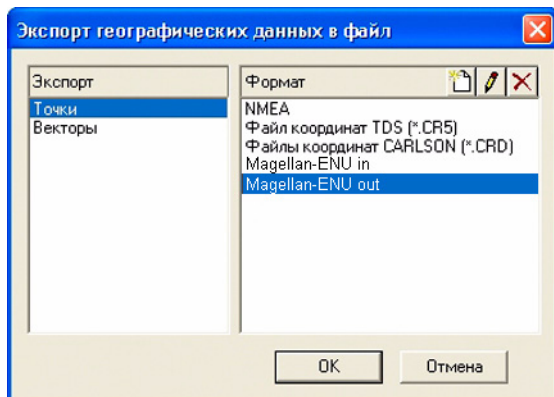 Экспорт географических данных в файл
Экспорт
Точки
Векторы
Формат
NMEA
Файл координат TDS (*.CR5)
Файлы координат CARLSON (*.CRD)
Magellan-ENU in
Magellan-ENU out
OK
Отмена